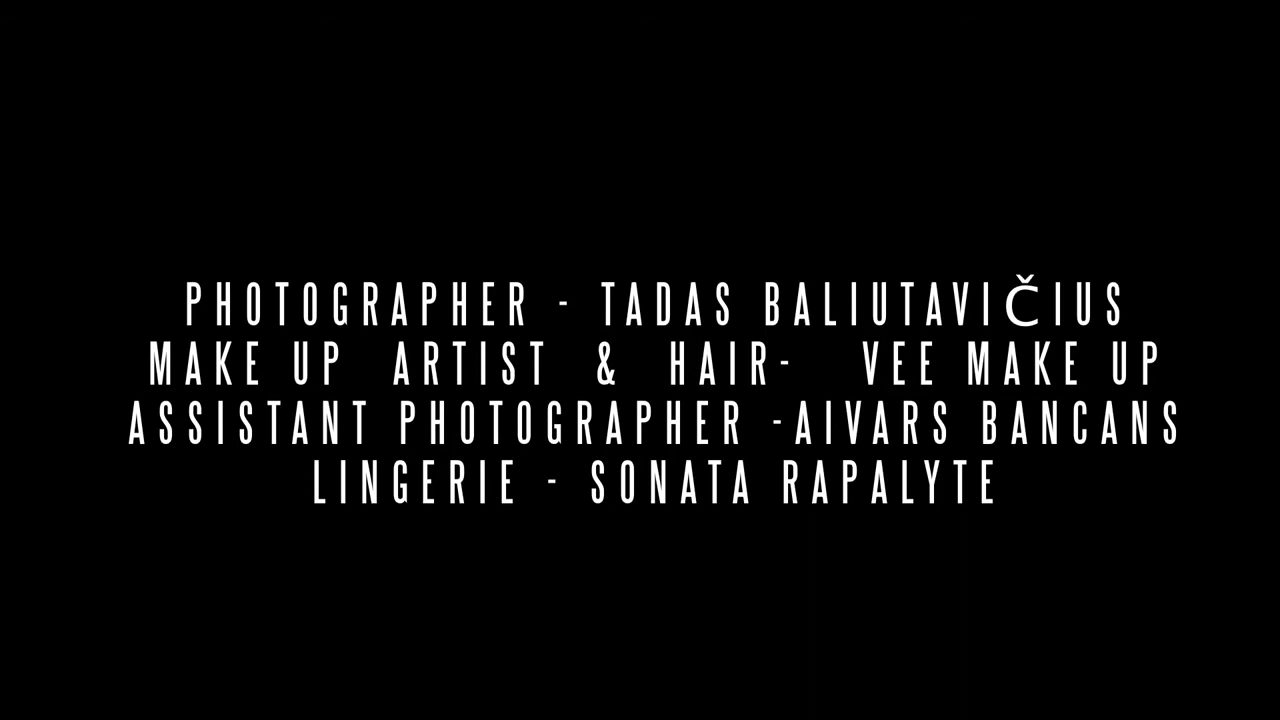 PHOTOGRAPHER - TADAS BALIUTAVIČIUS
MAKE UP ARTIST & HAIR- VEE MAKE UP
ASSISTANT PHOTOGRAPHER -AIVARS BANCANS
LINGERIE - SONATA RAPALYTE